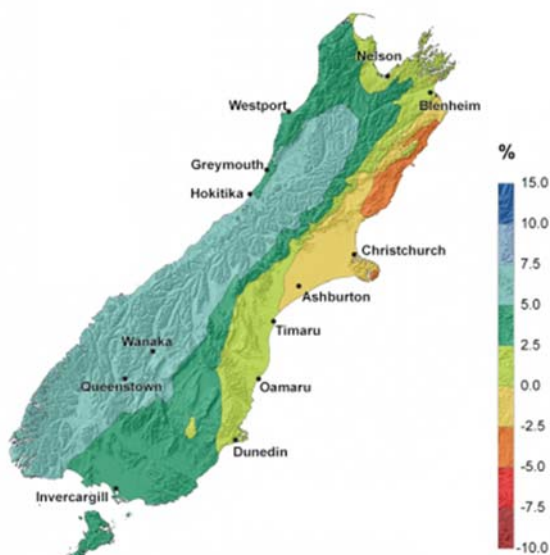 Nelson
Westport
Blenheim
%
Greymouth
15.0
Hokitika
10.0
7.5
Christchurch
5.0
Ashburton
2.5
Timaru
Wanaka
0.0
Queenstown
Oamaru
-2.5
Dunedin
-5.0
Invercargill
-7.5
-10.0